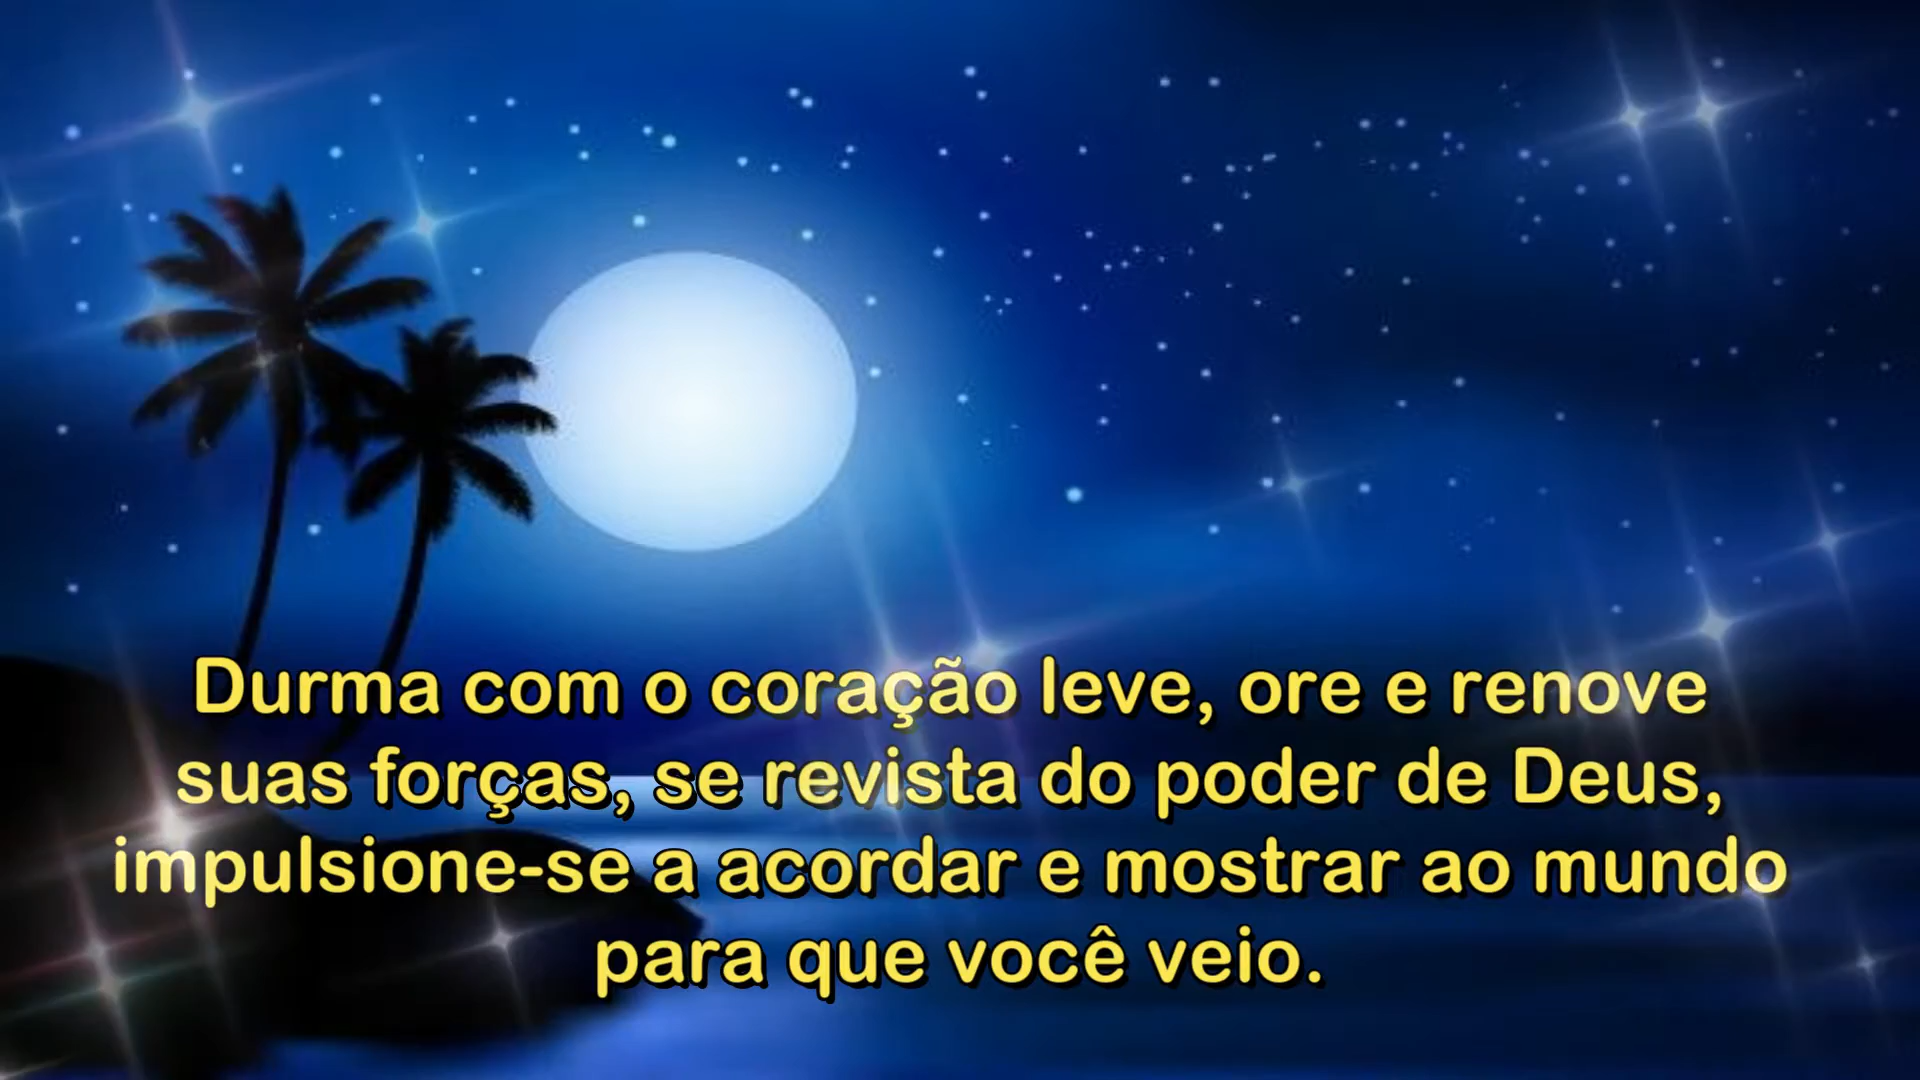 Durma com o coração leve, ore e renove
suas forças, se revista do poder de Deus,
impulsione-se a acordar e mostrar ao mundo
para que você veio.